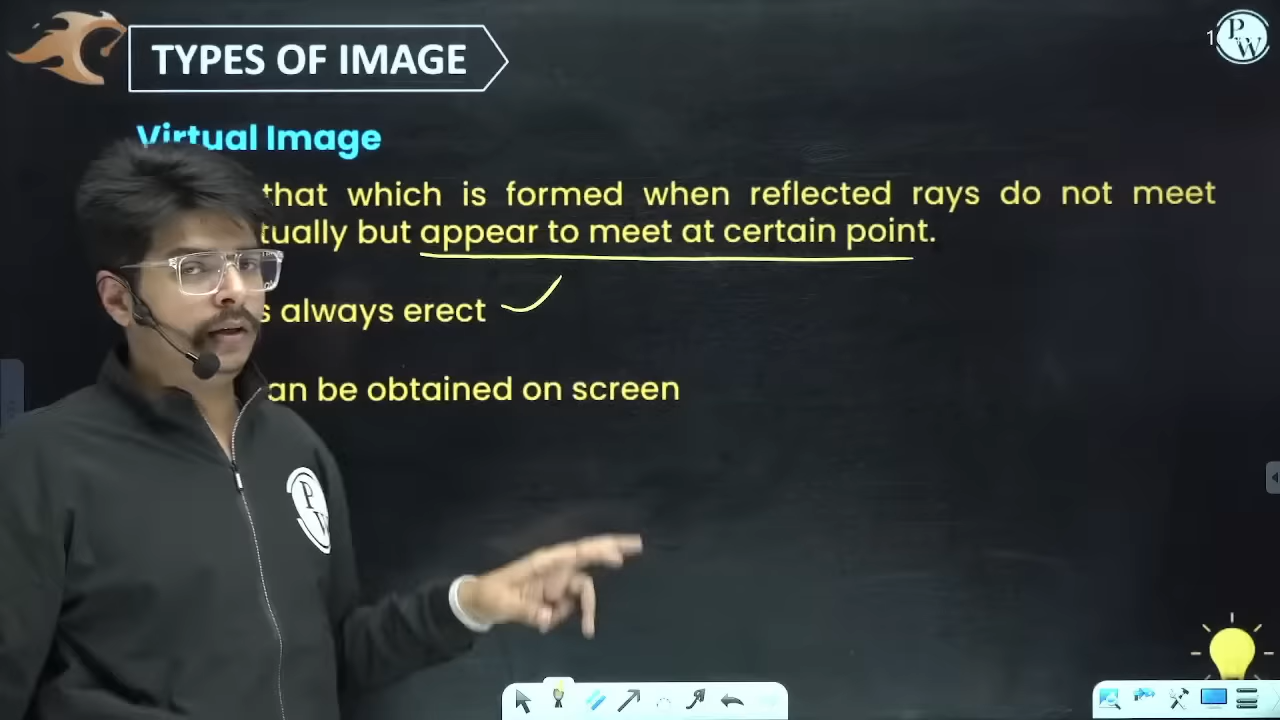 TYPES OF IMAGE
1
P
W
Virtual Image
that which is formed when reflected rays do not meet
tually but appear to meet at certain point.
s always erect
an be obtained on screen
P
W